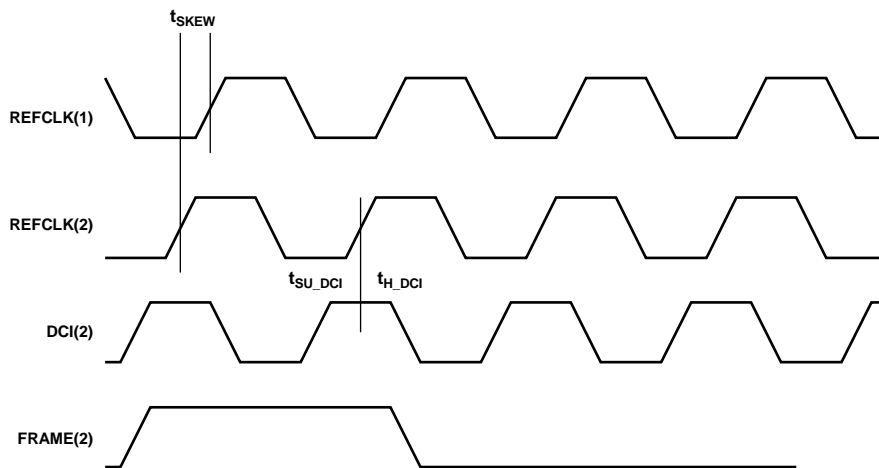 tSKEW
REFCLK(1)
REFCLK(2)
tSU_DCI tH_DCI
DCI(2)
FRAME(2)